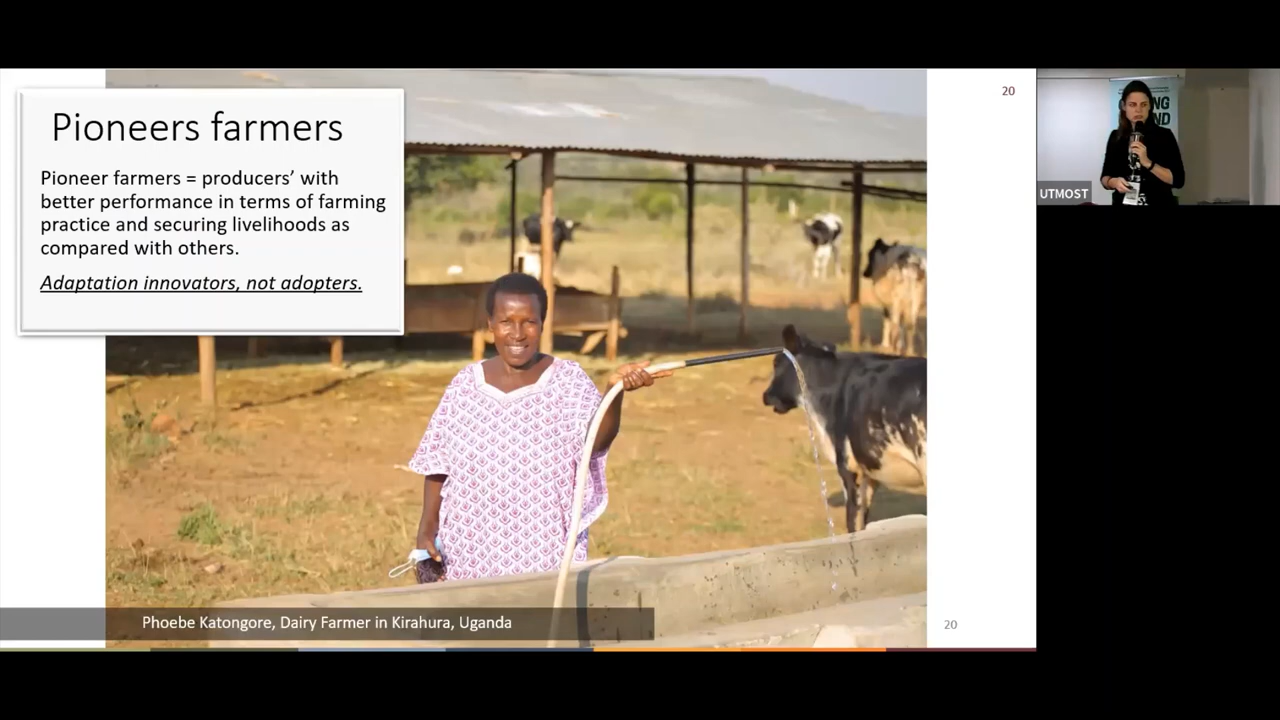 Pioneers farmers
Pioneer farmers = producers’ with
better performance in terms of farming
practice and securing livelihoods as
compared with others.
Adaptation innovators, not adopters.
20
UTMOST
Phoebe Katongore, Dairy Farmer in Kirahura, Uganda
20